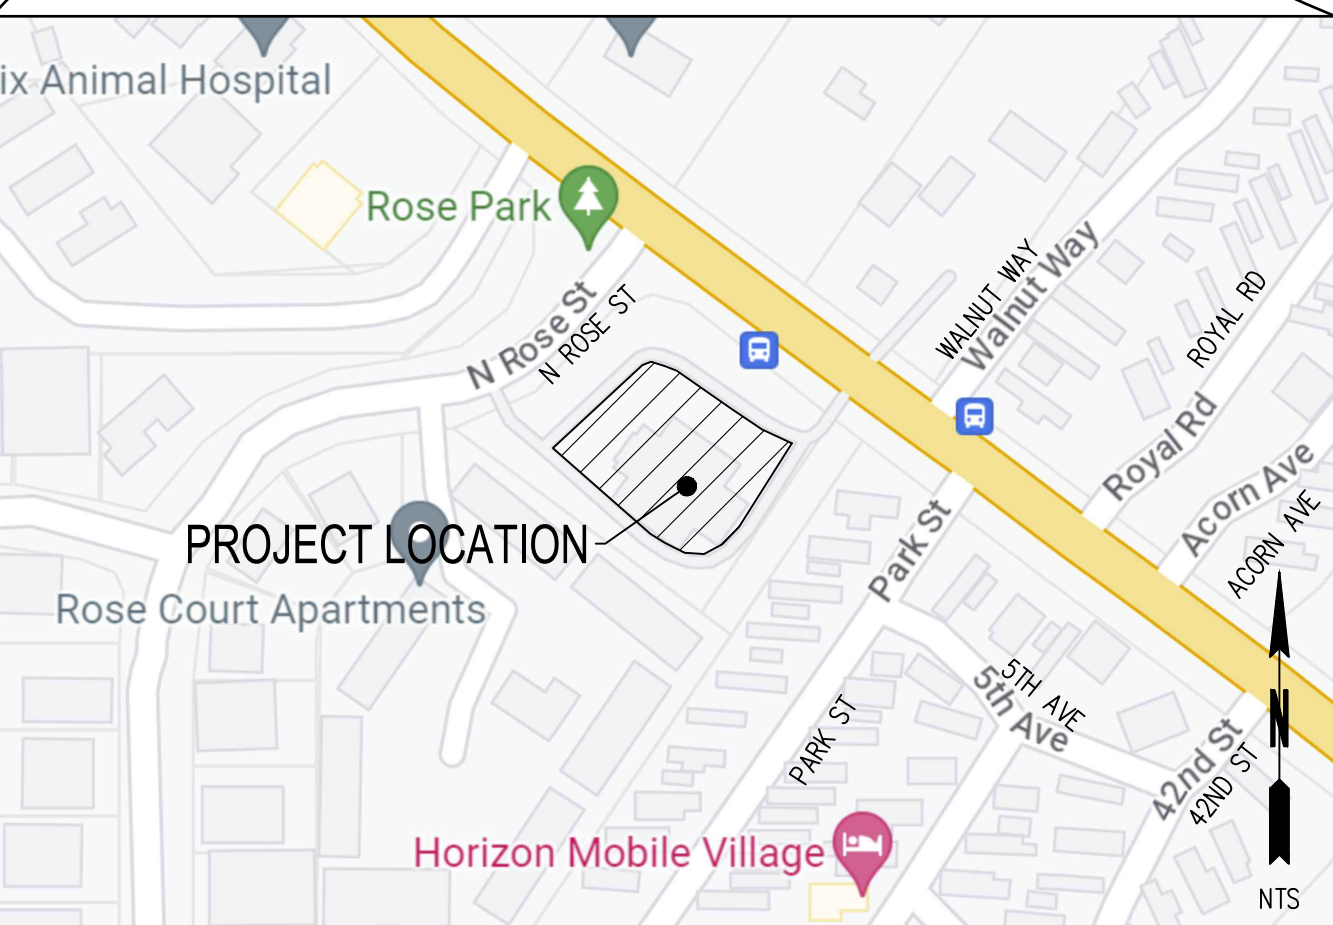 ix Animal Hospital
Rose Park
N Rose St
N ROSE ST
WALNUT WAY
Walnut Way
ROYAL RD
Royal Rd
Acorn Ave
ACORN AVE
PROJECT LOCATION
Park St
Rose Court Apartments
5TH AVE
5th Ave
PARK ST
42nd St
42ND ST
N
Horizon Mobile Village
NTS